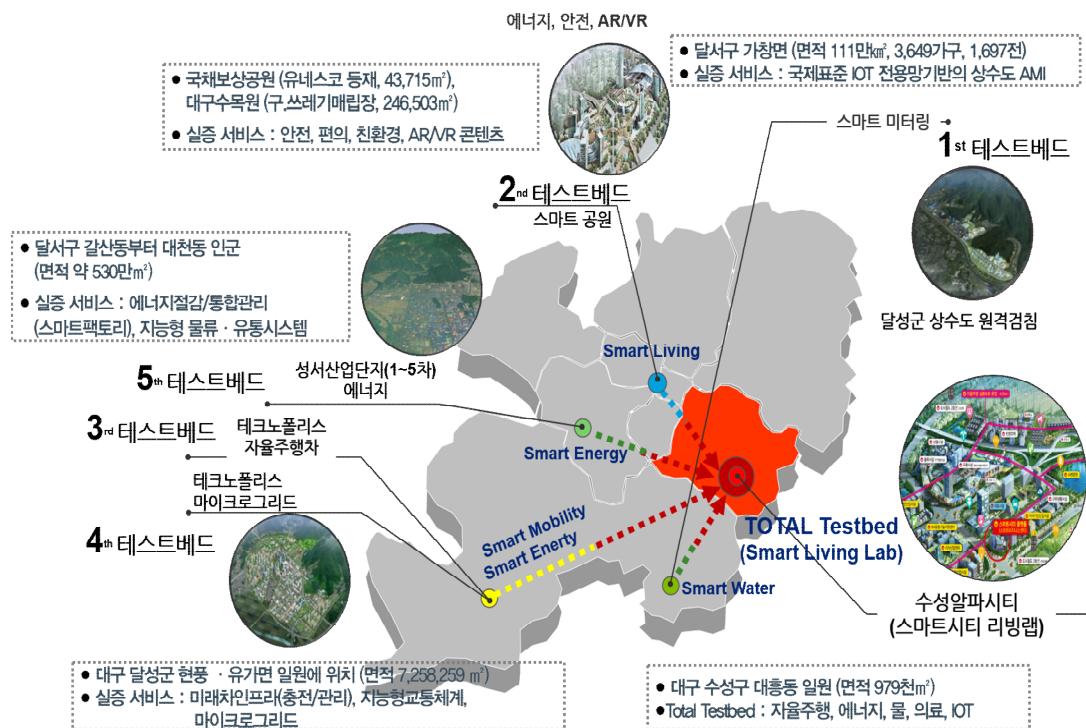 에너지, 안전, AR/VR
● 국채보상공원 (유네스코 등재, 43,715㎡),
대구수목원 (구.쓰레기매립장, 246,503㎡)
● 실증 서비스 : 안전, 편의, 친환경, AR/VR 콘텐츠
● 달서구 가창면 (면적 111만㎢, 3,649가구, 1,697전)
● 실증 서비스 : 국제표준 IOT 전용망기반의 상수도 AMI
스마트 미터링
1st 테스트베드
2nd 테스트베드
스마트 공원
달성군 상수도 원격검침
● 달서구 갈산동부터 대천동 인군
(면적 약 530만㎡)
● 실증 서비스 : 에너지절감/통합관리
(스마트팩토리), 지능형 물류 · 유통시스템
성서산업단지(1~5차)
에너지
5th 테스트베드
3rd 테스트베드
테크노폴리스
자율주행차
테크노폴리스
마이크로그리드
4th 테스트베드
Smart Living
Smart Energy
Smart Mobility
Smart Enerty
Smart Water
TOTAL Testbed
(Smart Living Lab)
수성알파시티
(스마트시티 리빙랩)
● 대구 달성군 현풍 · 유가면 일원에 위치 (면적 7,258,259 ㎡)
● 실증 서비스 : 미래차인프라(충전/관리), 지능형교통체계,
마이크로그리드
● 대구 수성구 대흥동 일원 (면적 979천㎡)
● Total Testbed : 자율주행, 에너지, 물, 의료, IOT